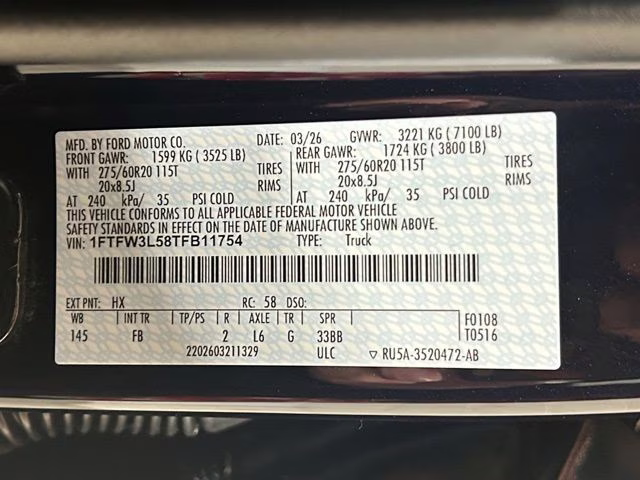 MFD. BY FORD MOTOR CO. DATE: 03/26 GVWR: 3221 KG ( 7100 LB)
FRONT GAWR: 1599 KG ( 3525 LB) REAR GAWR: 1724 KG ( 3800 LB)
WITH 275/60R20 115T TIRES WITH 275/60R20 115T TIRES
20x8.5J RIMS 20x8.5J RIMS
AT 240 kPa/ 35 PSI COLD AT 240 kPa/ 35 PSI COLD
THIS VEHICLE CONFORMS TO ALL APPLICABLE FEDERAL MOTOR VEHICLE
SAFETY STANDARDS IN EFFECT ON THE DATE OF MANUFACTURE SHOWN ABOVE.
VIN: 1FTFW3L58TFB11754 TYPE: Truck
EXT PNT: HX RC: 58 DSO:
WB INT TR TP/PS R AXLE TR SPR F0108
145 FB 2 L6 G 33BB T0516
2202603211329 ULC ▽ RU5A-3520472-AB